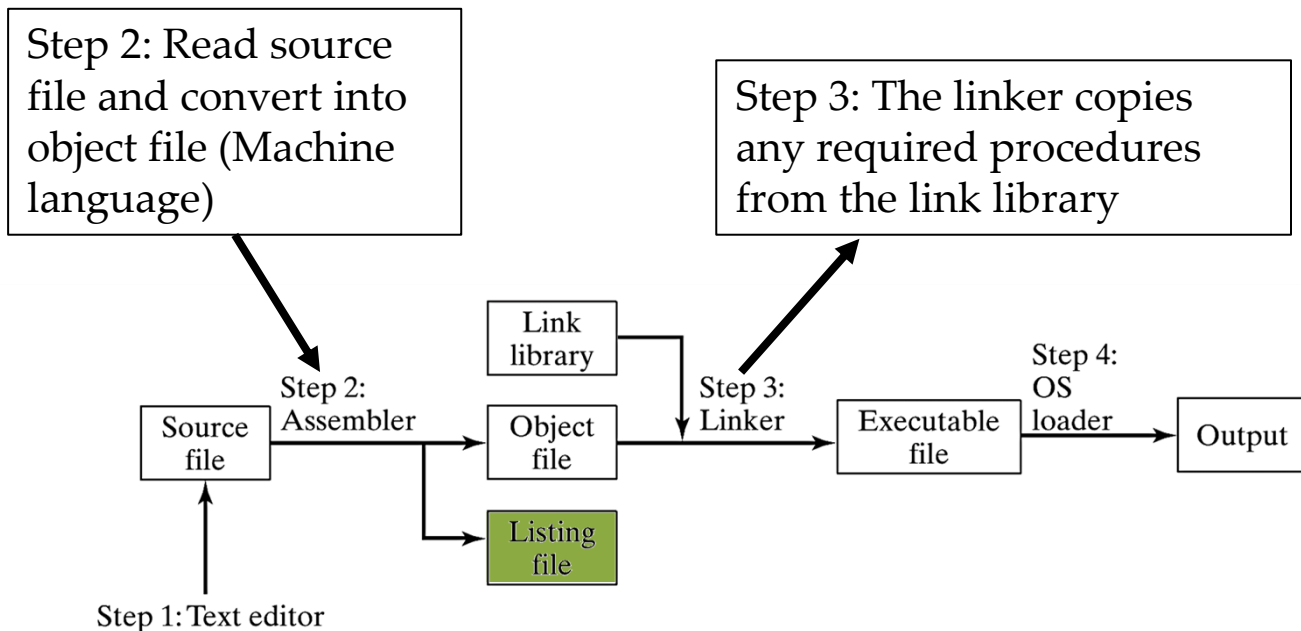 Step 2: Read source
file and convert into
object file (Machine
language)
Step 3: The linker copies
any required procedures
from the link library
Link
library
Step 2:
Assembler
Step 3:
Linker
Step 4:
OS
loader
Source
file
Object
file
Executable
file
Output
Listing
file
Step 1: Text editor